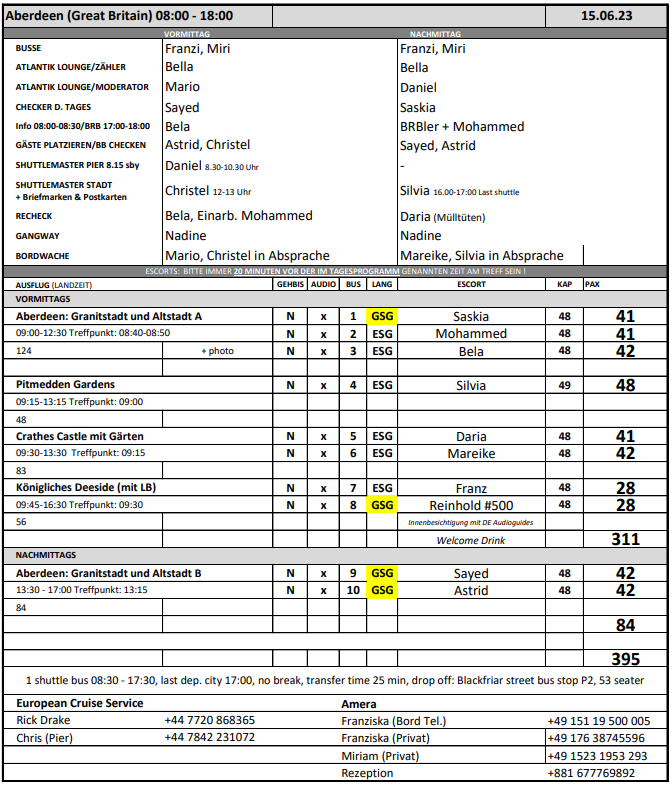 Aberdeen (Great Britain) 08:00 - 18:00 15.06.23
VORMITTAG NACHMITTAG
BUSSE Franzi, Miri Franzi, Miri
ATLANTIK LOUNGE/ZÄHLER Bella Bella
ATLANTIK LOUNGE/MODERATOR Mario Daniel
CHECKER D. TAGES Sayed Saskia
Info 08:00-08:30/BRB 17:00-18:00 Bela BRBler + Mohammed
GÄSTE PLATZIEREN/BB CHECKEN Astrid, Christel Sayed, Astrid
SHUTTLEMASTER PIER 8.15 sby Daniel 8.30-10.30 Uhr -
SHUTTLEMASTER STADT
+ Briefmarken & Postkarten Christel 12-13 Uhr Silvia 16.00-17:00 Last shuttle
RECHECK Bela, Einarb. Mohammed Daria (Mülltüten)
GANGWAY Nadine Nadine
BORDWACHE Mario, Christel in Absprache Mareike, Silvia in Absprache
ESCORTS: BITTE IMMER 20 MINUTEN VOR DER IM TAGESPROGRAMM GENANNTEN ZEIT AM TREFF SEIN !
AUSFLUG (LANDZEIT) GEHBIS AUDIO BUS LANG ESCORT KAP PAX
VORMITTAGS
Aberdeen: Granitstadt und Altstadt A N x 1 GSG Saskia 48 41
09:00-12:30 Treffpunkt: 08:40-08:50 N x 2 ESG Mohammed 48 41
124 + photo N x 3 ESG Bela 48 42
Pitmedden Gardens N x 4 ESG Silvia 49 48
09:15-13:15 Treffpunkt: 09:00
48
Crathes Castle mit Gärten N x 5 ESG Daria 48 41
09:30-13:30 Treffpunkt: 09:15 N x 6 ESG Mareike 48 42
83
Königliches Deeside (mit LB) N x 7 ESG Franz 48 28
09:45-16:30 Treffpunkt: 09:30 N x 8 GSG Reinhold #500 48 28
56 Innenbesichtigung mit DE Audioguides
Welcome Drink 311
NACHMITTAGS
Aberdeen: Granitstadt und Altstadt B N x 9 GSG Sayed 48 42
13:30 - 17:00 Treffpunkt: 13:15 N x 10 GSG Astrid 48 42
84
84
395
1 shuttle bus 08:30 - 17:30, last dep. city 17:00, no break, transfer time 25 min, drop off: Blackfriar street bus stop P2, 53 seater
European Cruise Service Amera
Rick Drake +44 7720 868365 Franziska (Bord Tel.) +49 151 19 500 005
Chris (Pier) +44 7842 231072 Franziska (Privat) +49 176 38745596
Miriam (Privat) +49 1523 1953 293
Rezeption +881 677769892